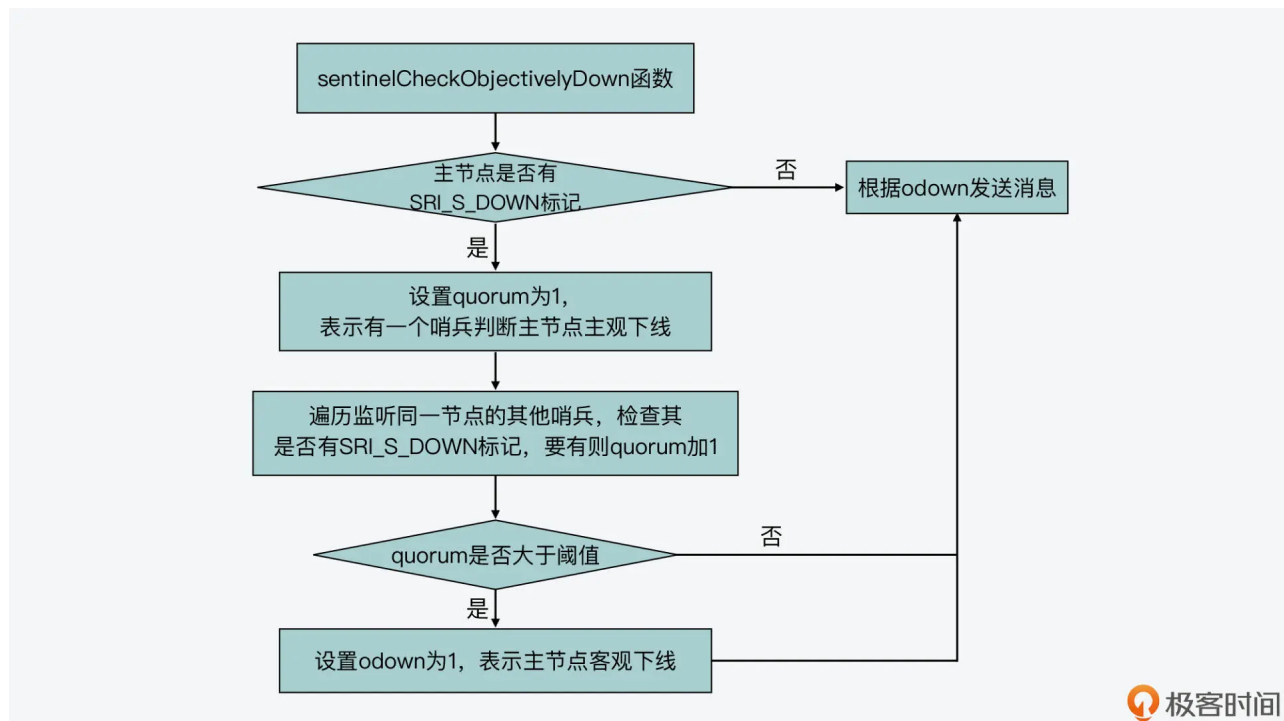 sentinelCheckObjectivelyDown函数
主节点是否有
SRI_S_DOWN标记
否
根据odown发送消息
是
设置quorum为1，
表示有一个哨兵判断主节点主观下线
遍历监听同一节点的其他哨兵，检查其
是否有SRI_S_DOWN标记，要有则quorum加1
quorum是否大于阈值
否
是
设置odown为1，表示主节点客观下线
极客时间